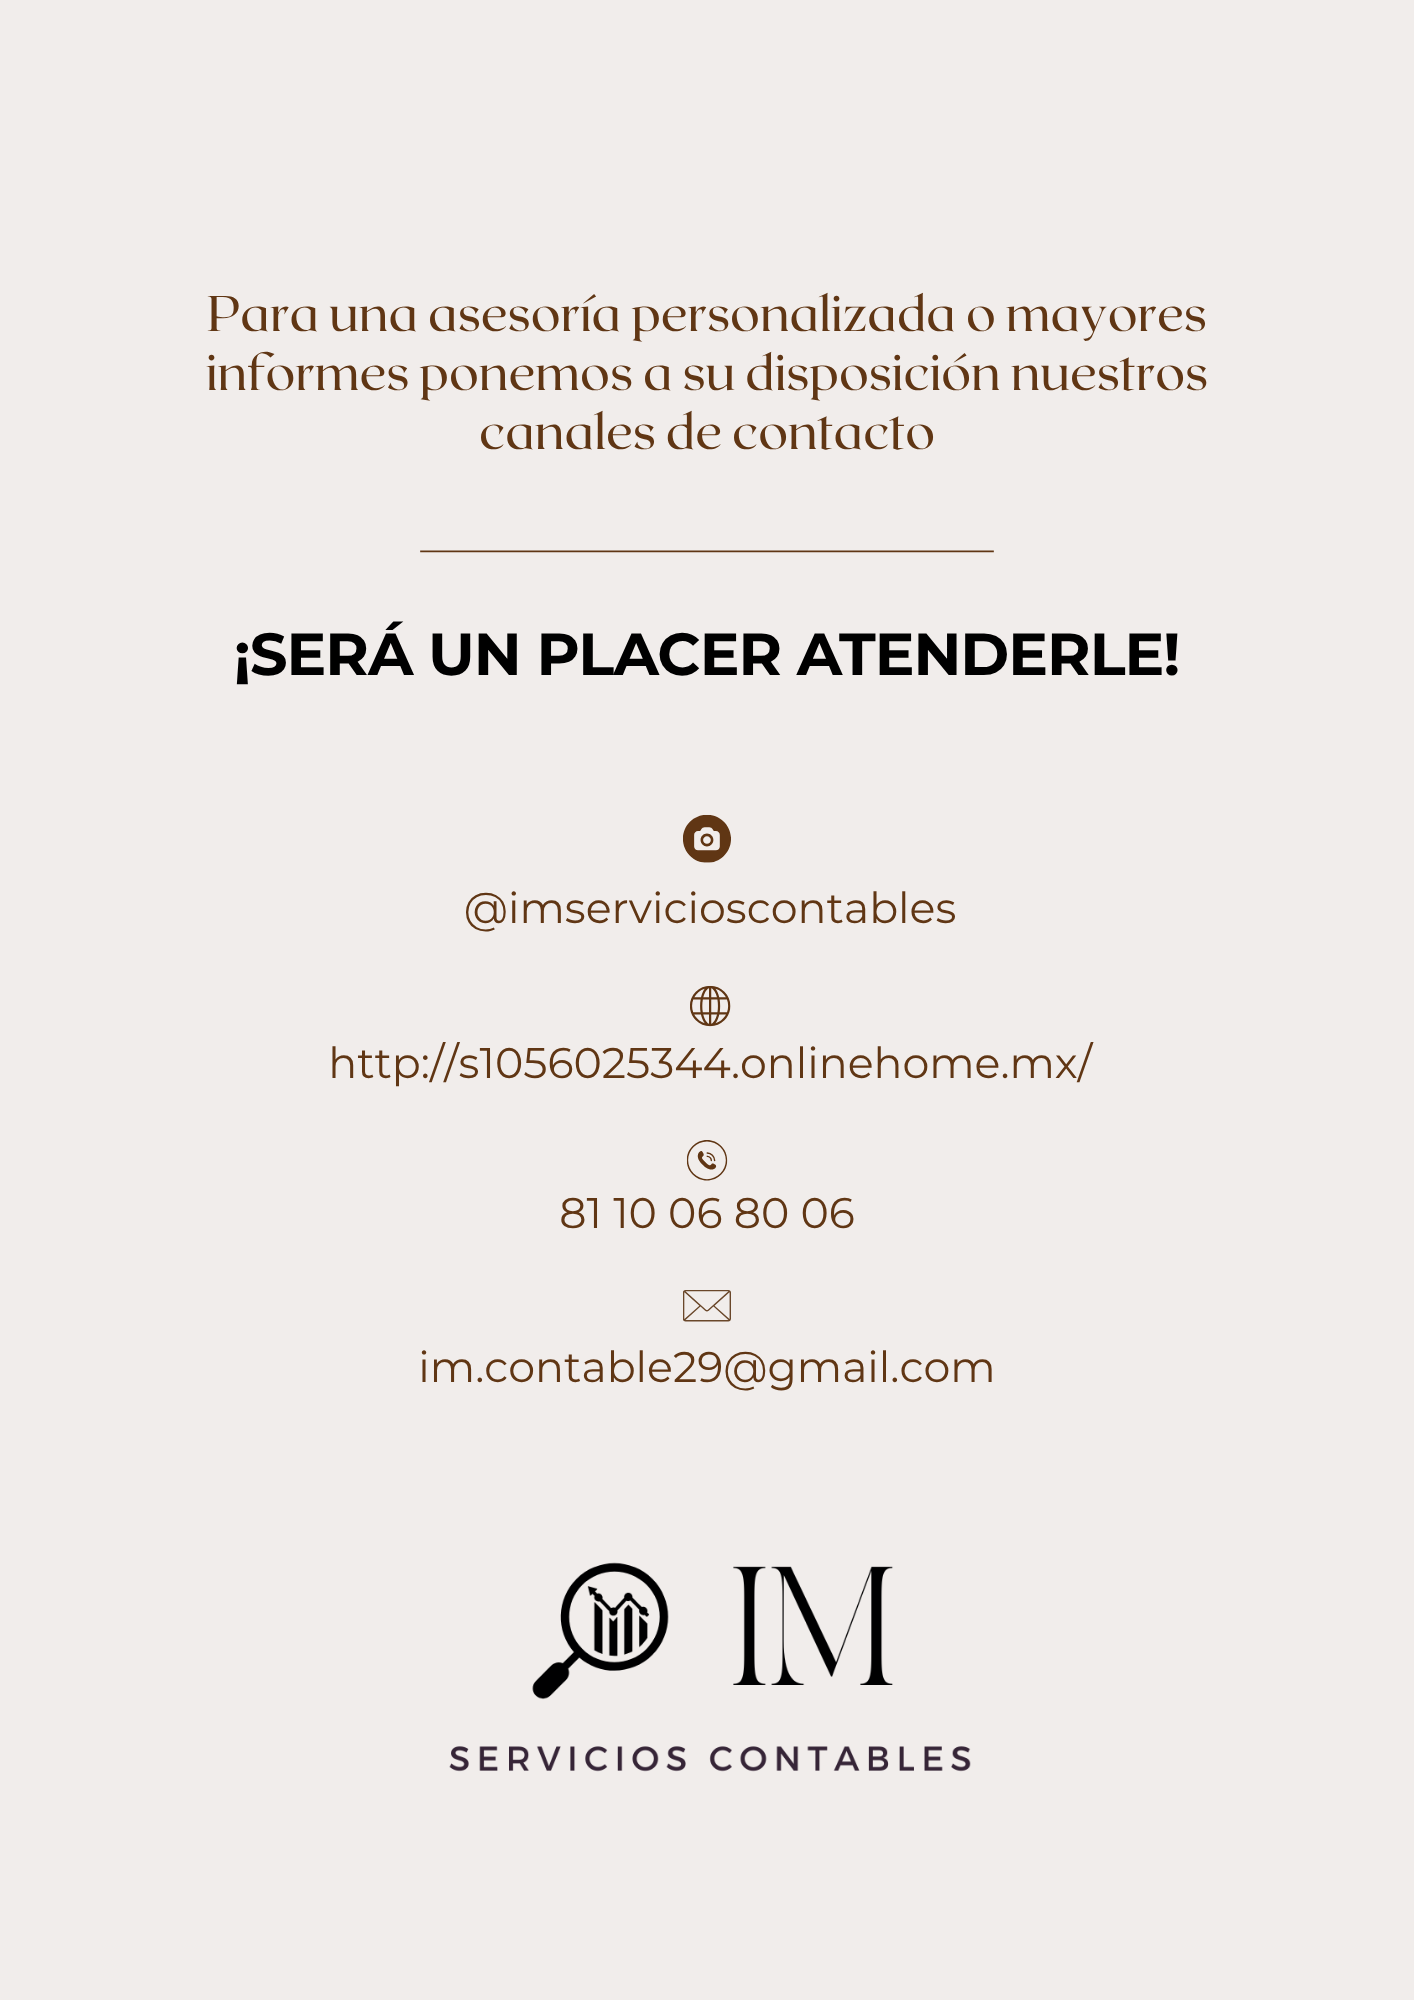 Para una asesoría personalizada o mayores
informes ponemos a su disposición nuestros
canales de contacto
¡SERÁ UN PLACER ATENDERLE!
@imservicioscontables
http://s1056025344.onlinehome.mx/
81 10 06 80 06
im.contable29@gmail.com
IM
SERVICIOS CONTABLES